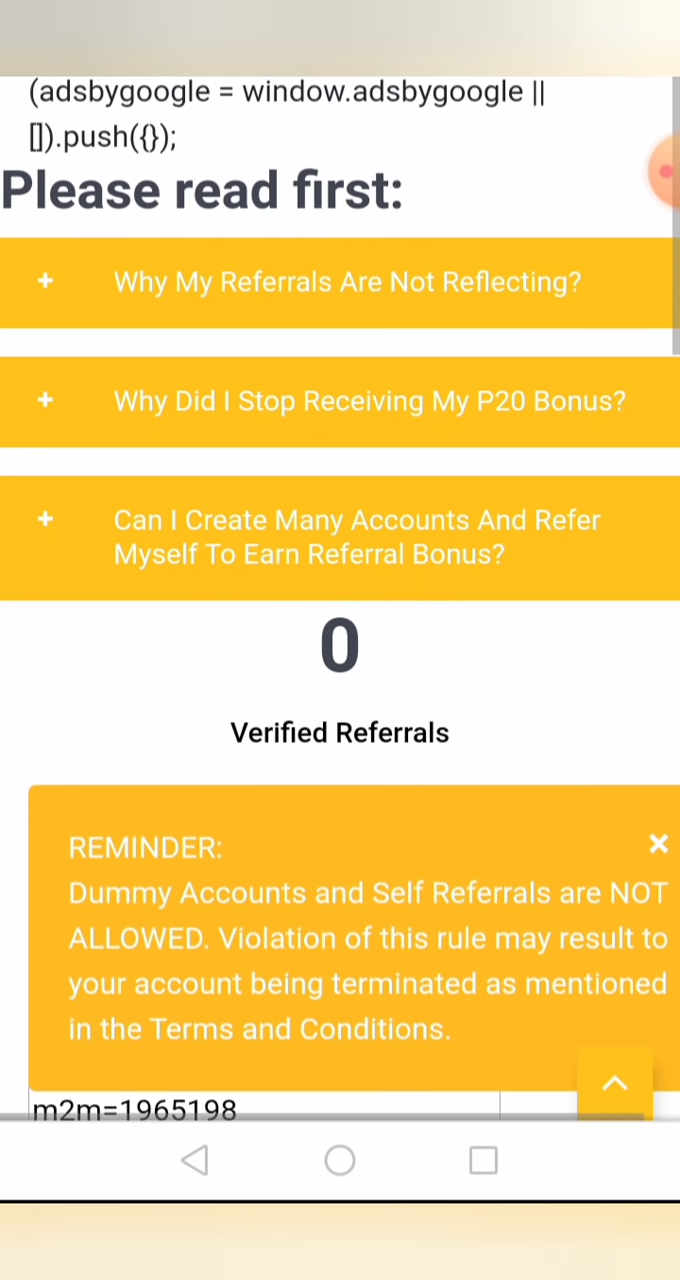 (adsbygoogle = window.adsbygoogle ||
[]).push({});
Please read first:
+ Why My Referrals Are Not Reflecting?
+ Why Did I Stop Receiving My P20 Bonus?
+ Can I Create Many Accounts And Refer
Myself To Earn Referral Bonus?
0
Verified Referrals
REMINDER:
Dummy Accounts and Self Referrals are NOT
ALLOWED. Violation of this rule may result to
your account being terminated as mentioned
in the Terms and Conditions.
m2m=1965198